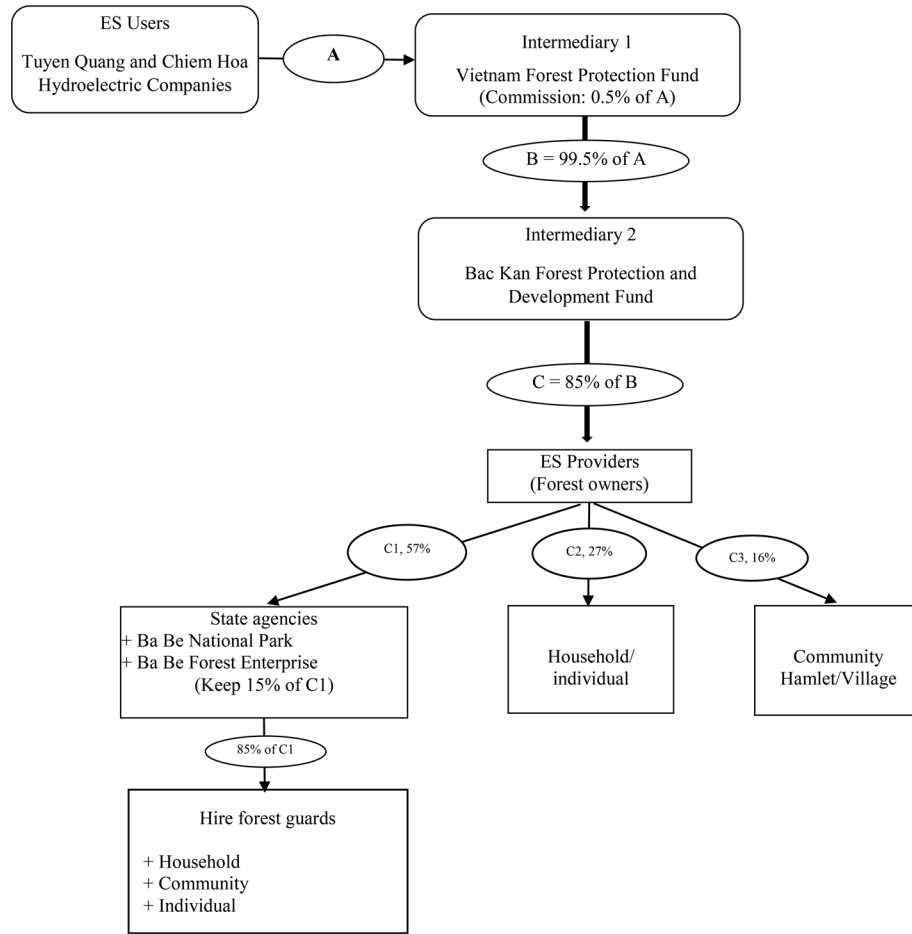 ES Users
Tuyen Quang and Chiem Hoa
Hydroelectric Companies
A
Intermediary 1
Vietnam Forest Protection Fund
(Commission: 0.5% of A)
B = 99.5% of A
Intermediary 2
Bac Kan Forest Protection and
Development Fund
C = 85% of B
ES Providers
(Forest owners)
C1, 57%
C2, 27%
C3, 16%
State agencies
+ Ba Be National Park
+ Ba Be Forest Enterprise
(Keep 15% of C1)
Household/
individual
Community
Hamlet/Village
85% of C1
Hire forest guards
+ Household
+ Community
+ Individual